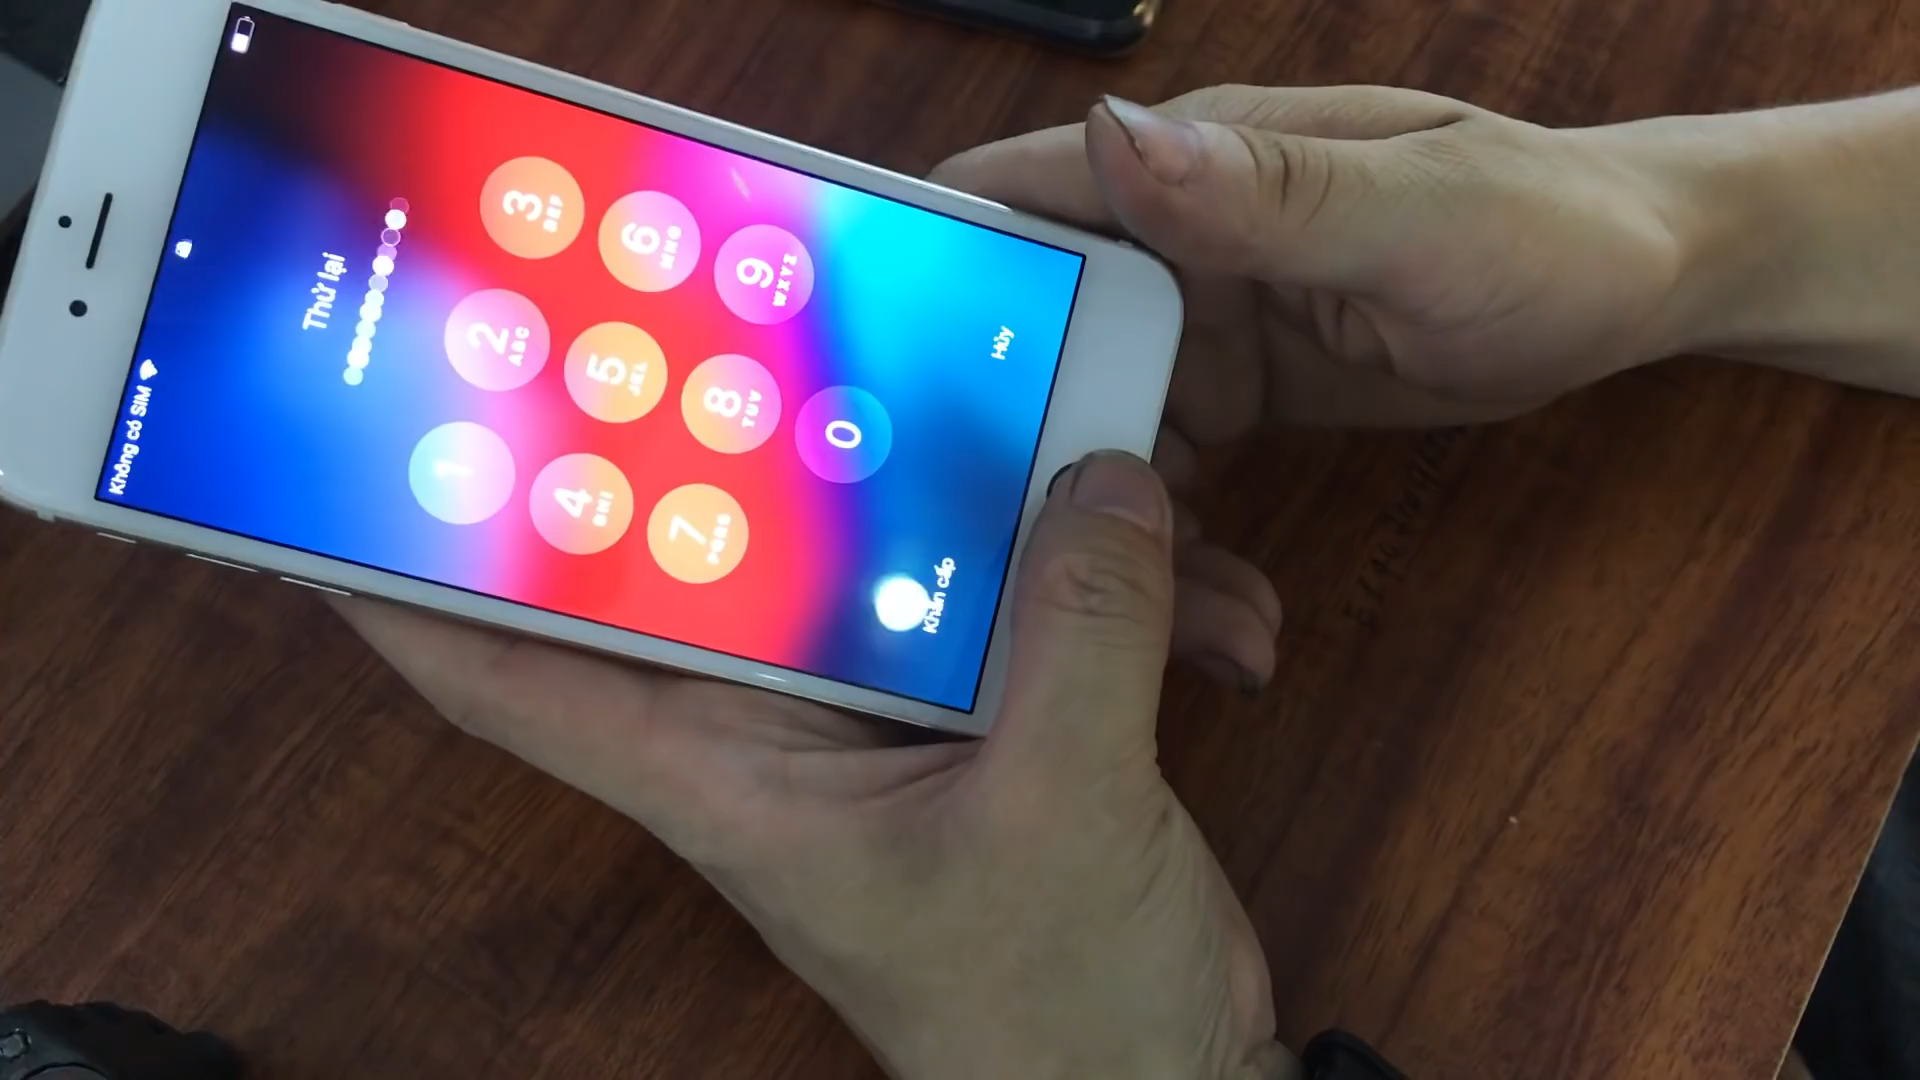 Không có SIM
Thử lại
1
2 ABC
3 DEF
4 GHI
5 JKL
6 MNO
7 PQRS
8 TUV
9 WXYZ
0
Khẩn cấp
Hủy